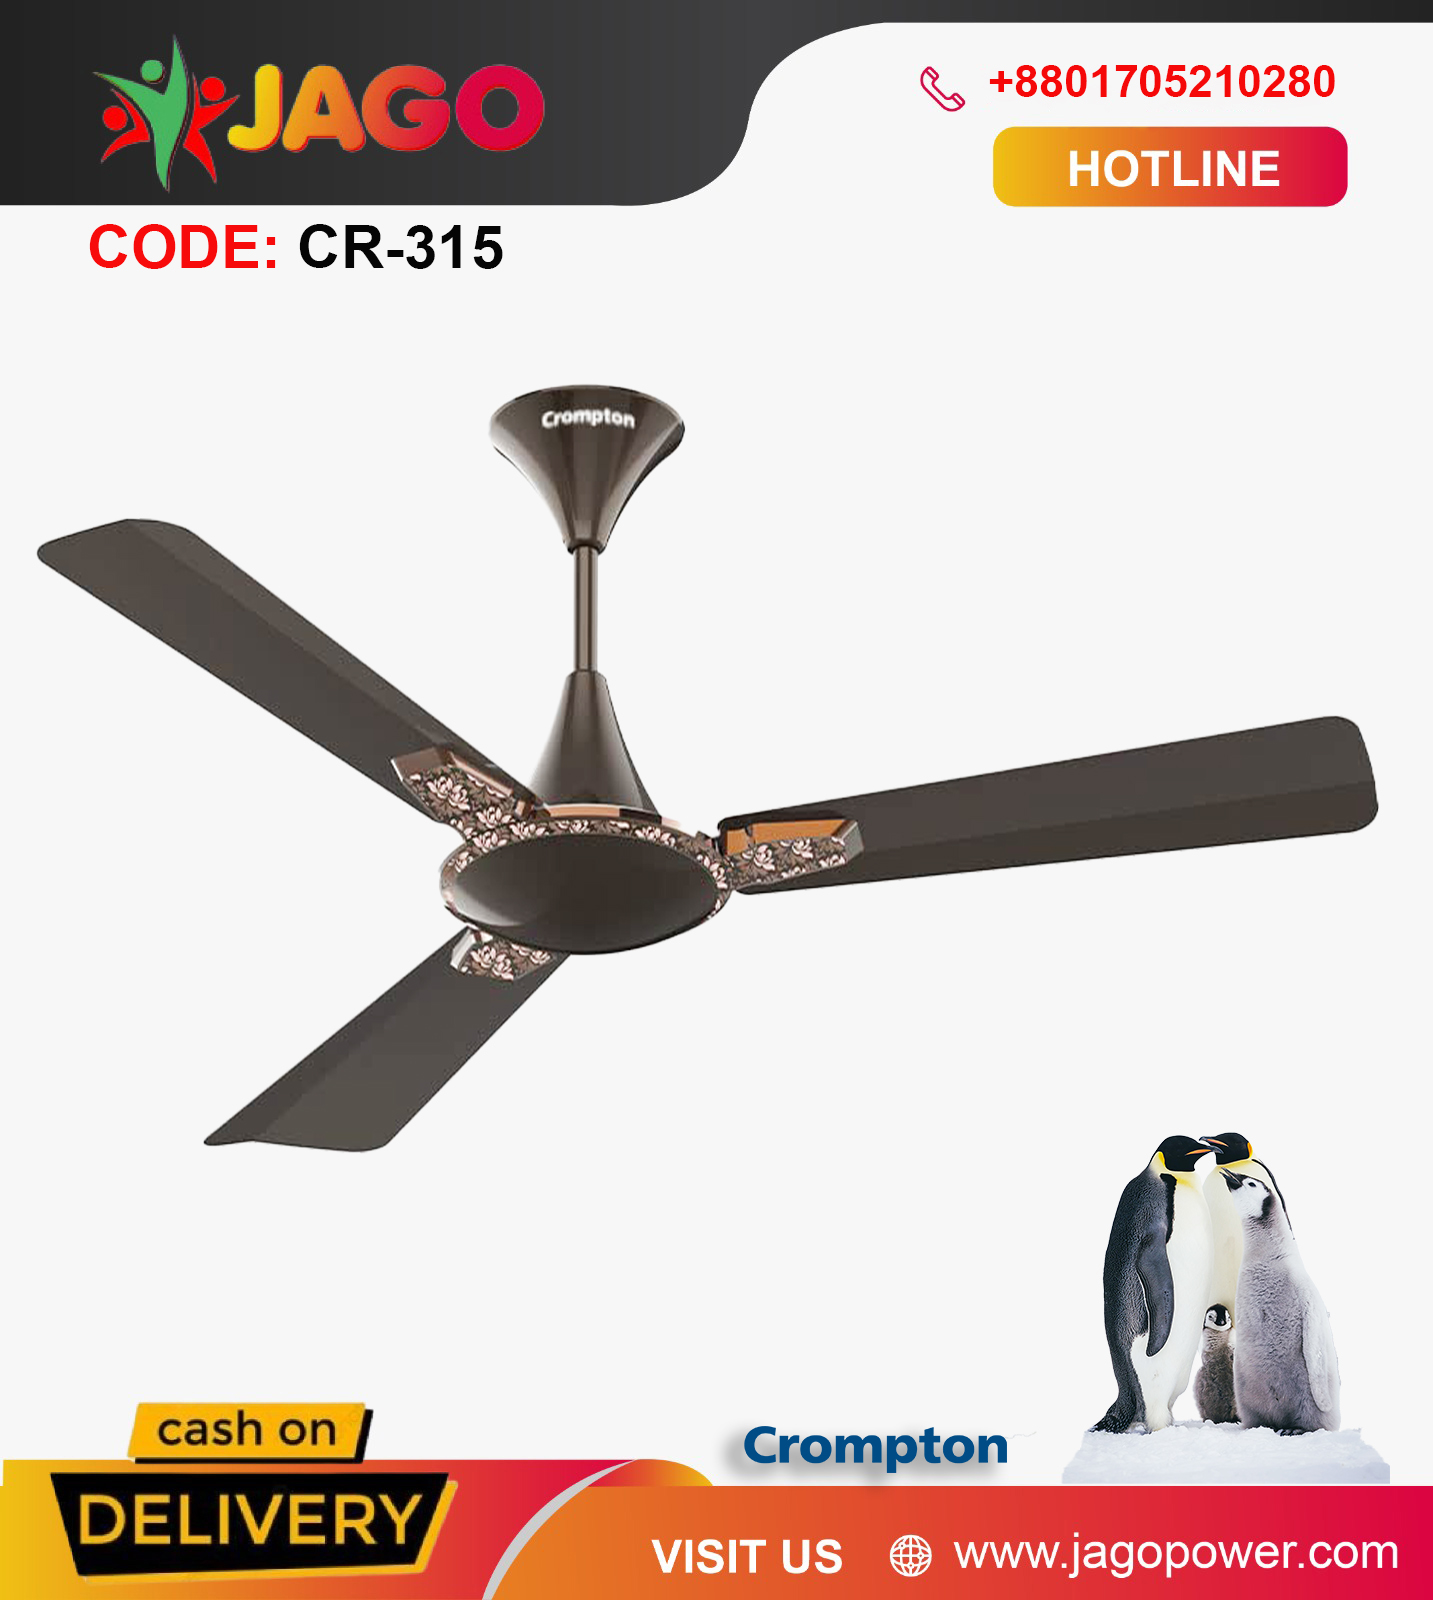 JAGO
+8801705210280
HOTLINE
CODE: CR-315
Crompton
cash on
DELIVERY
Crompton
VISIT US
www.jagopower.com